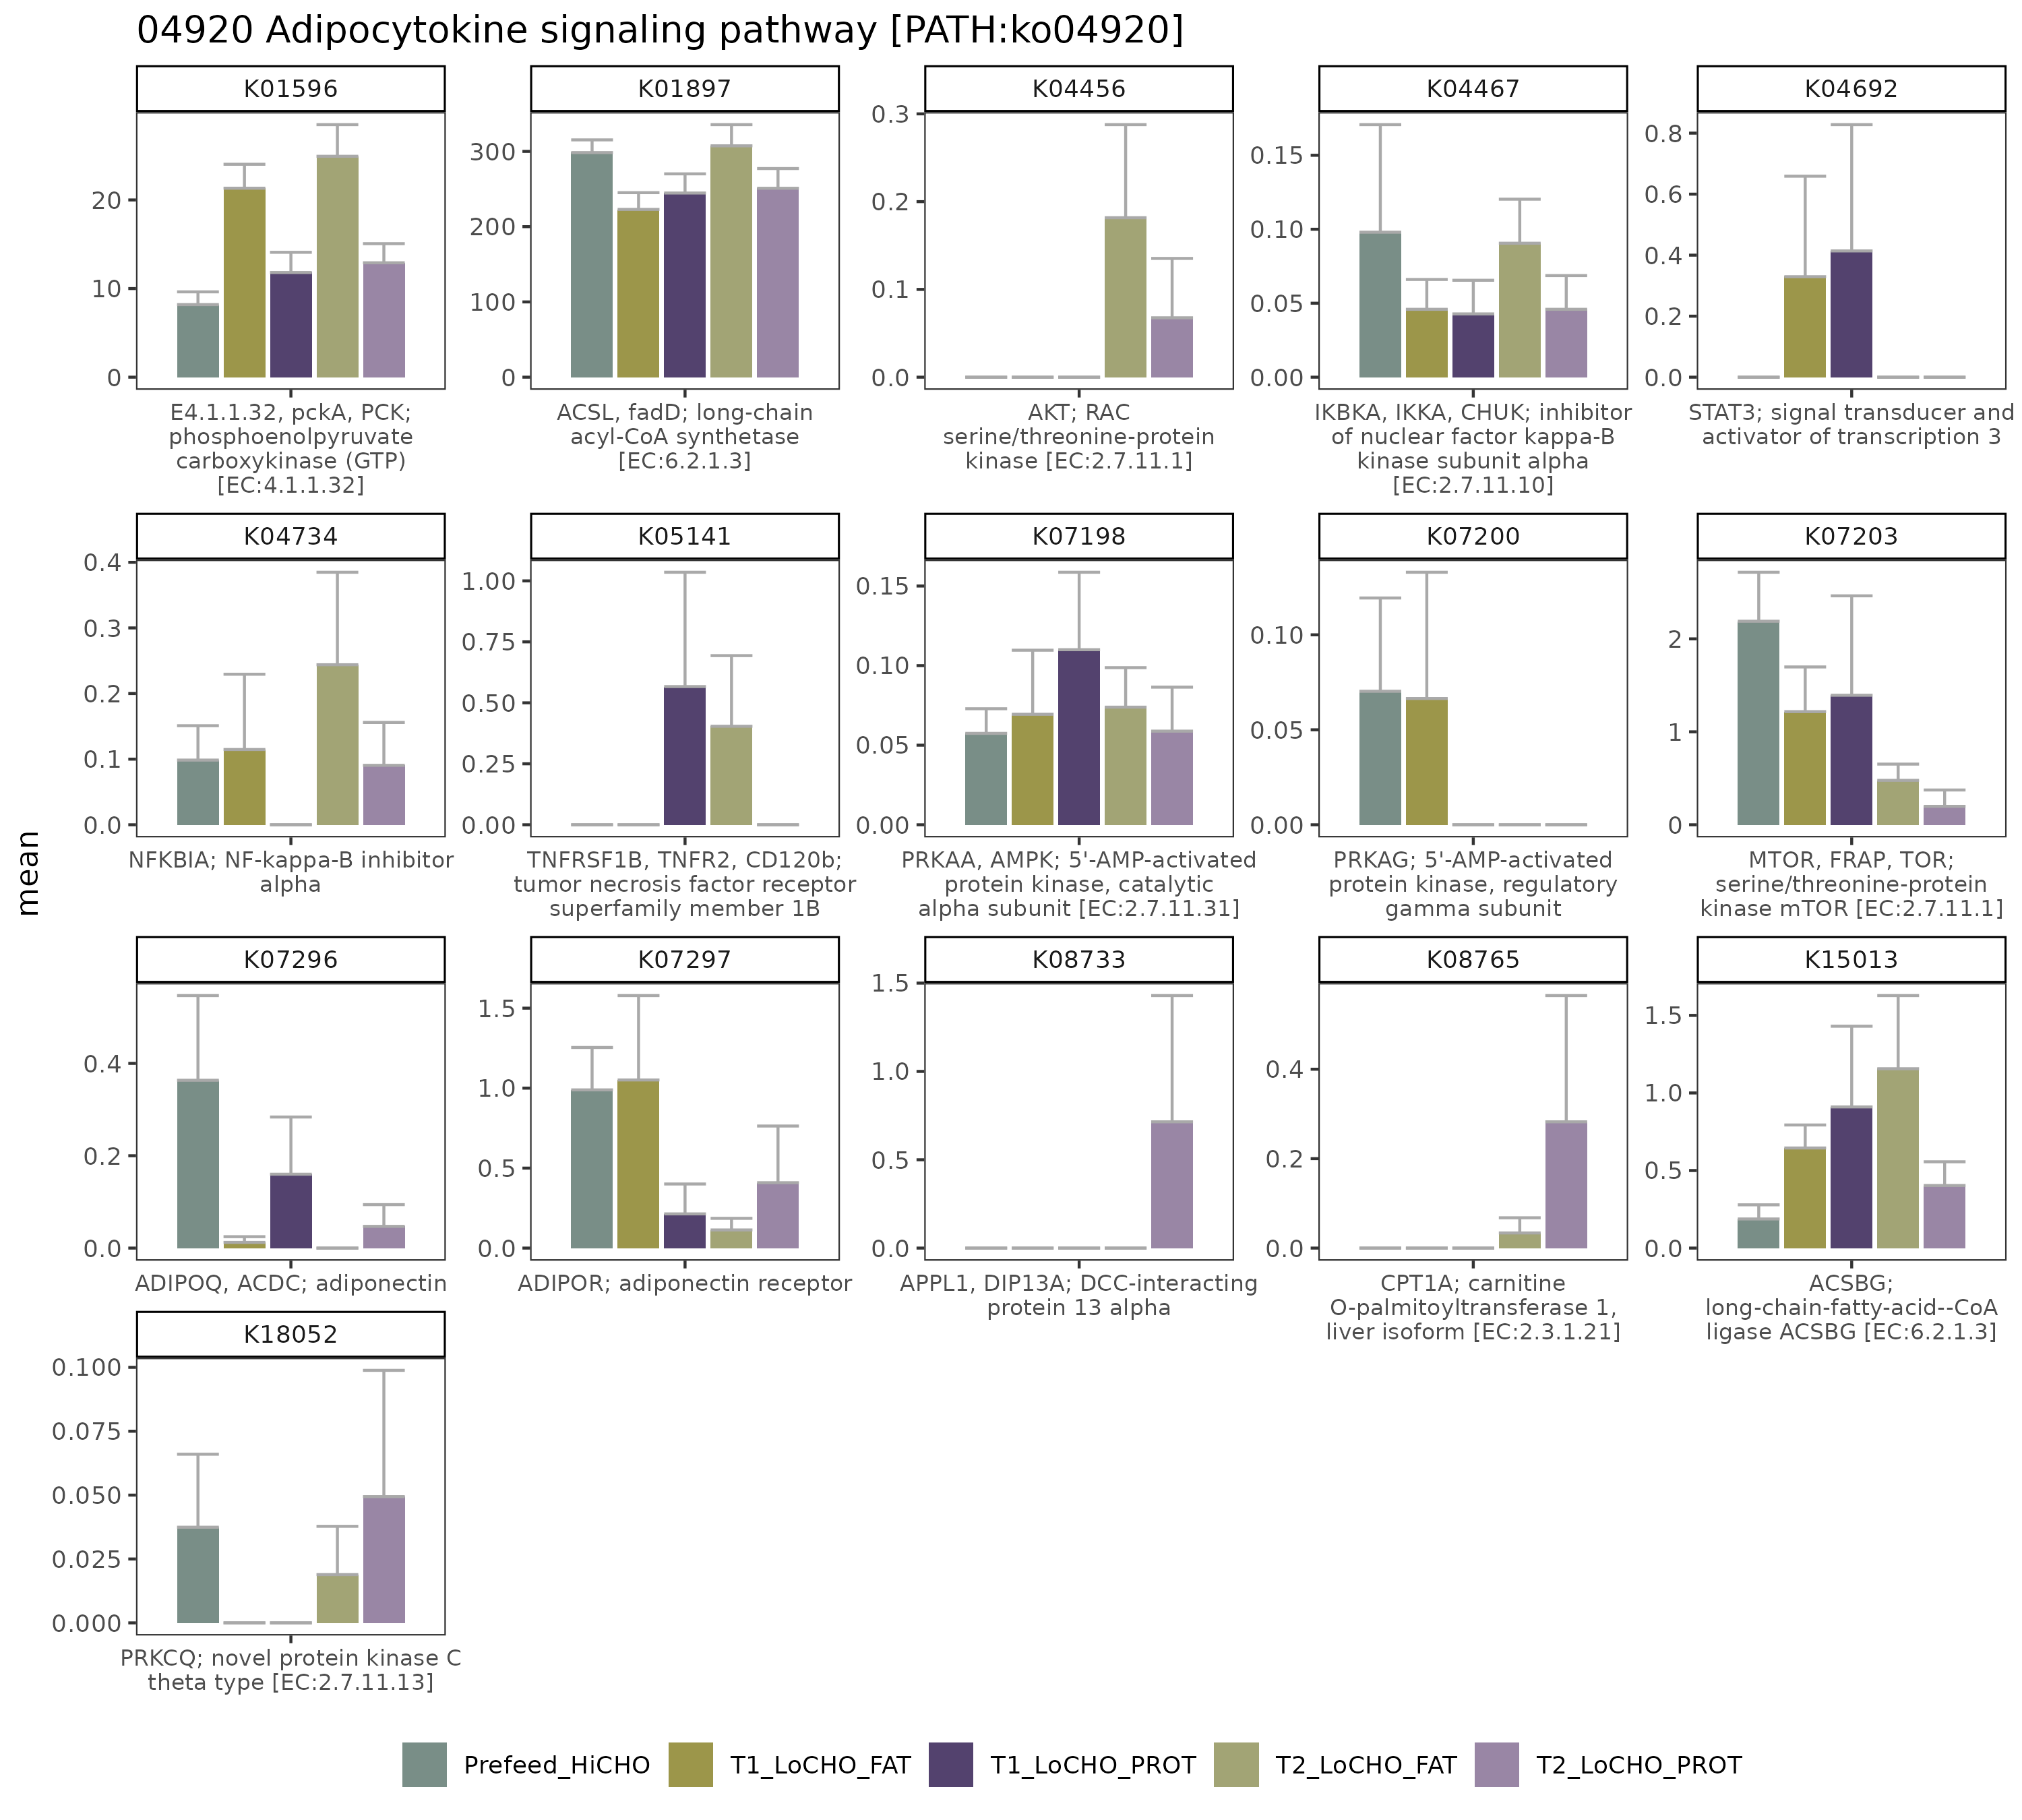 04920 Adipocytokine signaling pathway [PATH:ko04920]
K01596
K01897
K04456
K04467
K04692
20
10
0
300
200
100
0
0.3
0.2
0.1
0.0
0.15
0.10
0.05
0.00
0.8
0.6
0.4
0.2
0.0
E4.1.1.32, pckA, PCK;
phosphoenolpyruvate
carboxykinase (GTP)
[EC:4.1.1.32]
ACSL, fadD; long-chain
acyl-CoA synthetase
[EC:6.2.1.3]
AKT; RAC
serine/threonine-protein
kinase [EC:2.7.11.1]
IKBKA, IKKA, CHUK; inhibitor
of nuclear factor kappa-B
kinase subunit alpha
[EC:2.7.11.10]
STAT3; signal transducer and
activator of transcription 3
K04734
K05141
K07198
K07200
K07203
0.4
0.3
0.2
0.1
0.0
1.00
0.75
0.50
0.25
0.00
0.15
0.10
0.05
0.00
0.10
0.05
0.00
2
1
0
NFKBIA; NF-kappa-B inhibitor
alpha
TNFRSF1B, TNFR2, CD120b;
tumor necrosis factor receptor
superfamily member 1B
PRKAA, AMPK; 5'-AMP-activated
protein kinase, catalytic
alpha subunit [EC:2.7.11.31]
PRKAG; 5'-AMP-activated
protein kinase, regulatory
gamma subunit
MTOR, FRAP, TOR;
serine/threonine-protein
kinase mTOR [EC:2.7.11.1]
mean
K07296
K07297
K08733
K08765
K15013
0.4
0.2
0.0
1.5
1.0
0.5
0.0
1.5
1.0
0.5
0.0
0.4
0.2
0.0
1.5
1.0
0.5
0.0
ADIPOQ, ACDC; adiponectin
ADIPOR; adiponectin receptor
APPL1, DIP13A; DCC-interacting
protein 13 alpha
CPT1A; carnitine
O-palmitoyltransferase 1,
liver isoform [EC:2.3.1.21]
ACSBG;
long-chain-fatty-acid--CoA
ligase ACSBG [EC:6.2.1.3]
K18052
0.100
0.075
0.050
0.025
0.000
PRKCQ; novel protein kinase C
theta type [EC:2.7.11.13]
Prefeed_HiCHO
T1_LoCHO_FAT
T1_LoCHO_PROT
T2_LoCHO_FAT
T2_LoCHO_PROT